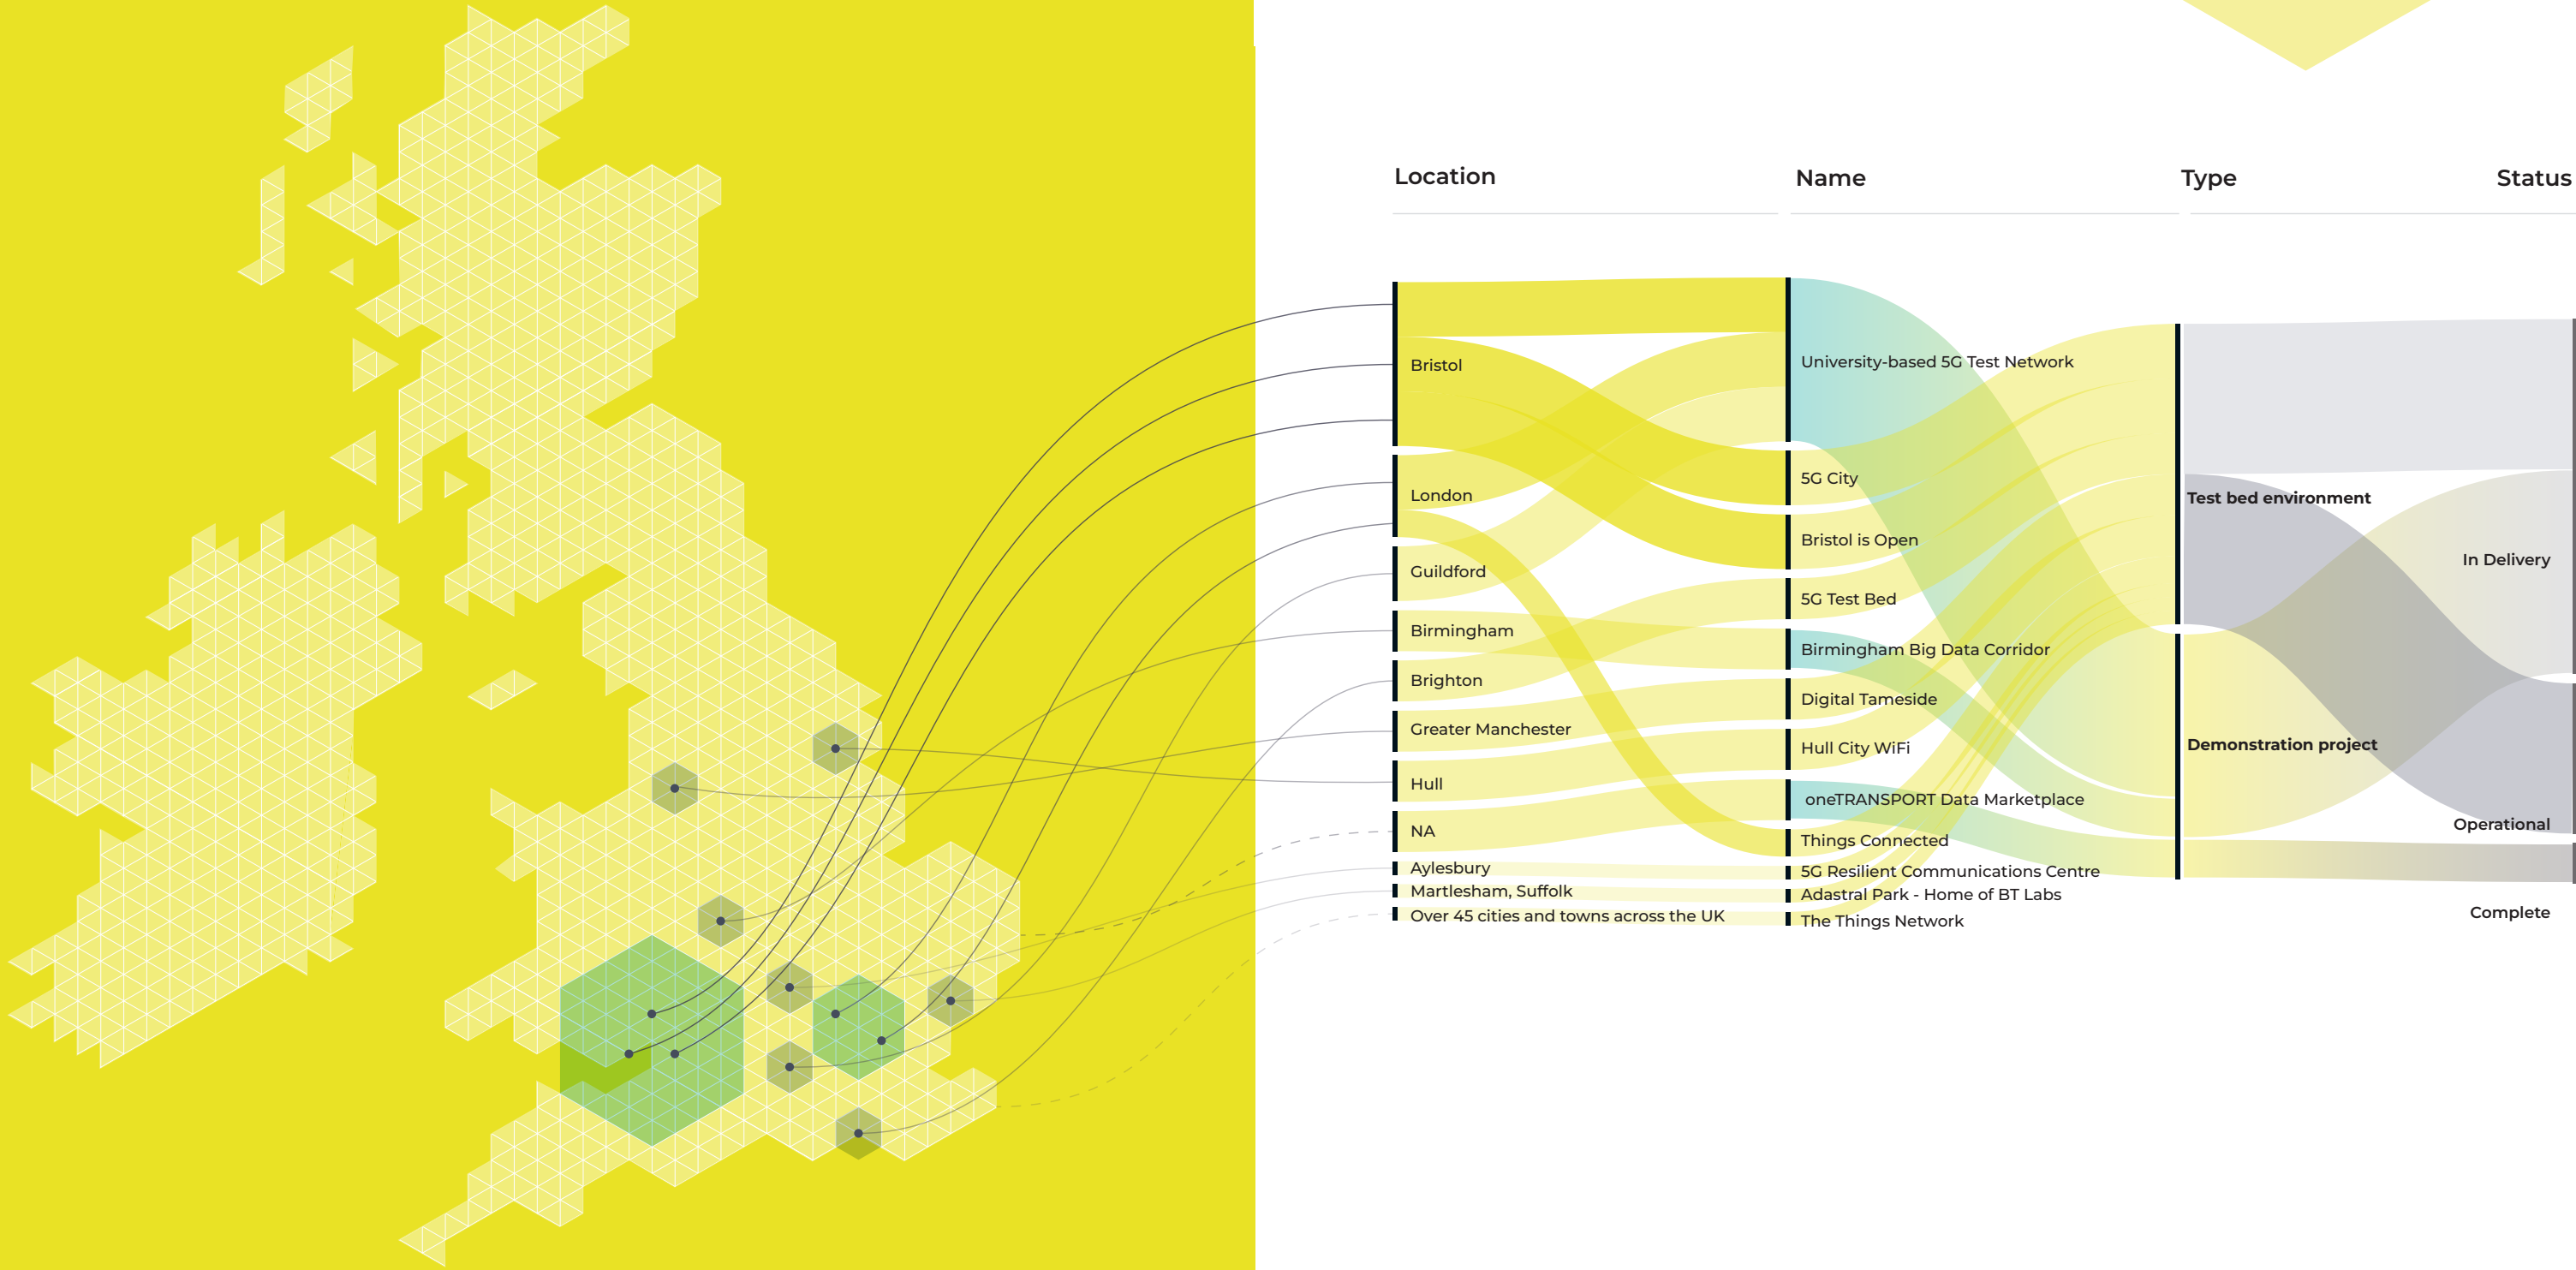 Location
Name
Type
Status
Bristol
London
Guildford
Birmingham
Brighton
Greater Manchester
Hull
NA
Aylesbury
Martlesham, Suffolk
Over 45 cities and towns across the UK
University-based 5G Test Network
5G City
Bristol is Open
5G Test Bed
Birmingham Big Data Corridor
Digital Tameside
Hull City WiFi
oneTRANSPORT Data Marketplace
Things Connected
5G Resilient Communications Centre
Adastral Park - Home of BT Labs
The Things Network
Test bed environment
Demonstration project
In Delivery
Operational
Complete